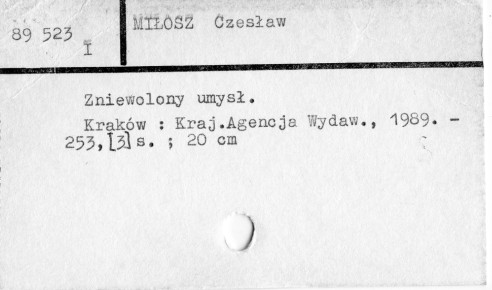 89 523
I
MIŁOSZ Czesław
Zniewolony umysł.
Kraków : Kraj.Agencja Wydaw., 1989. -
253,[3]s. ; 20 cm